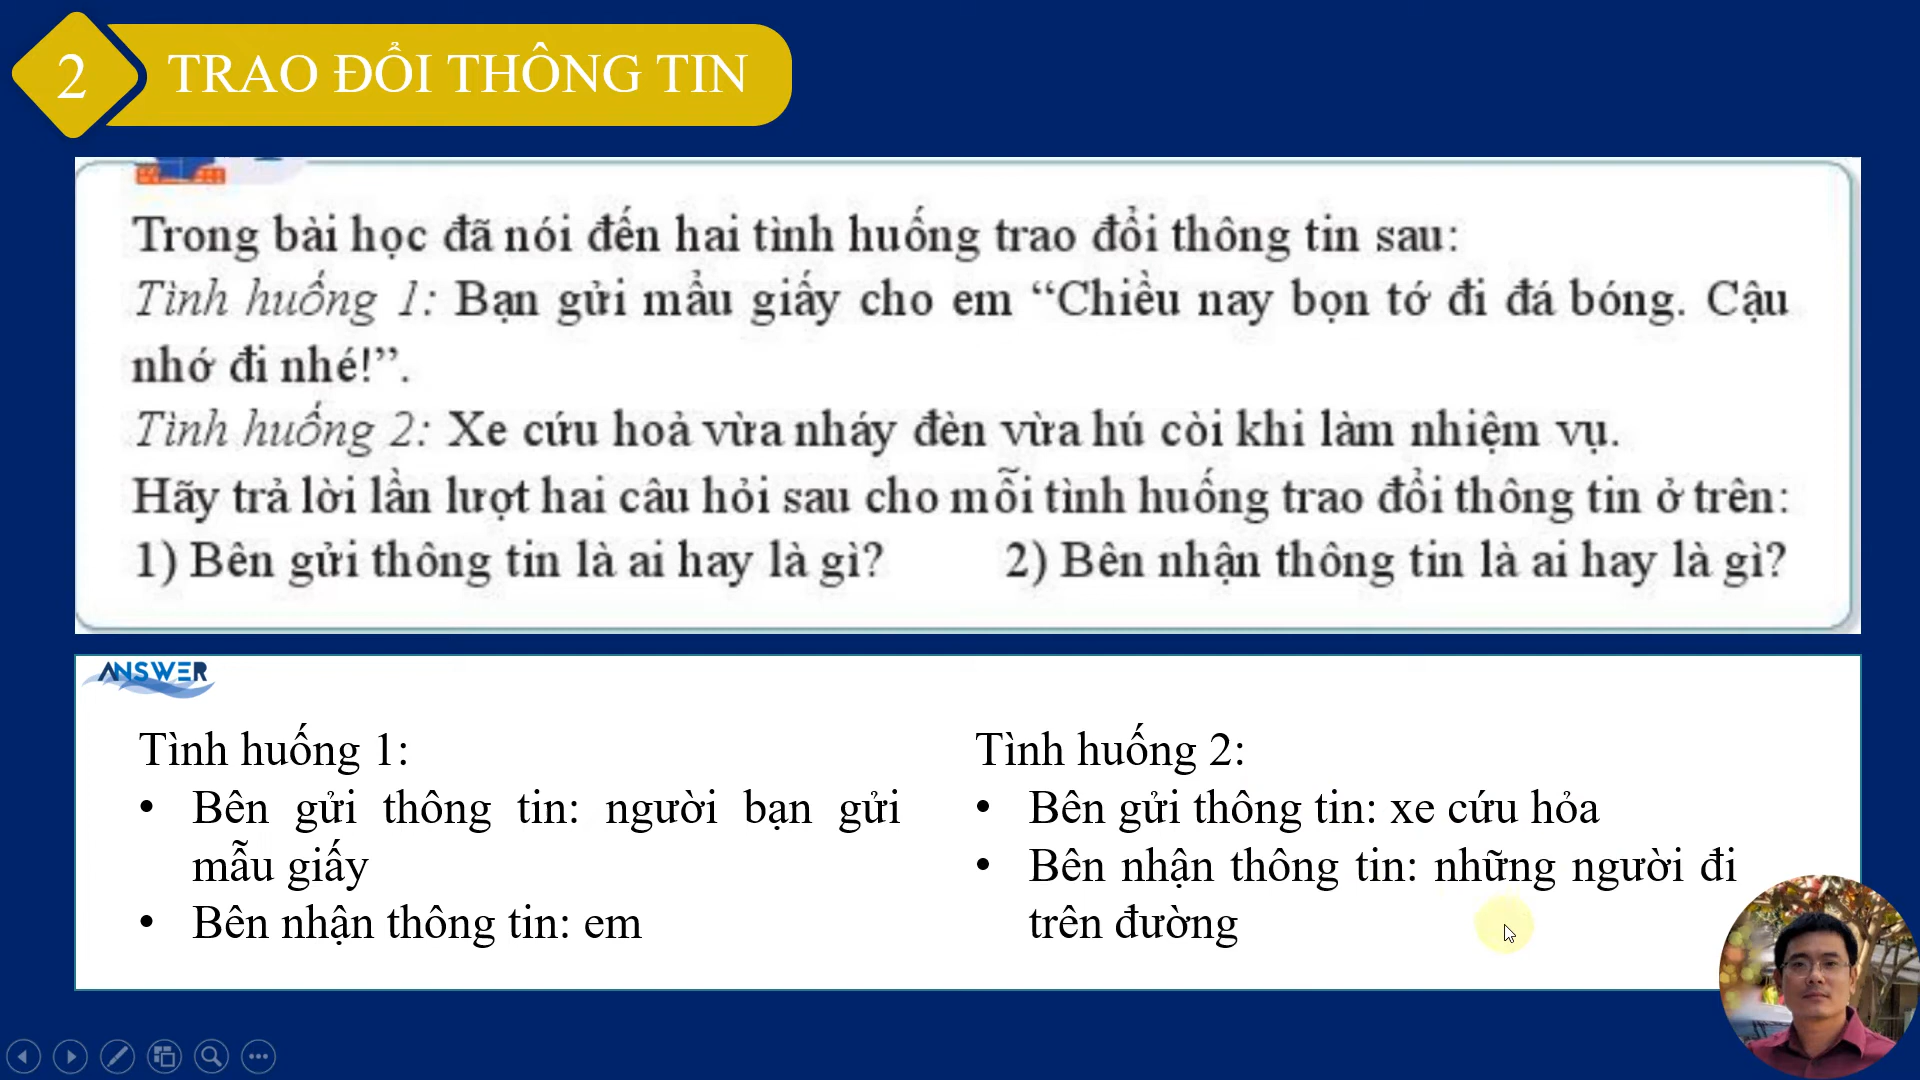 2
TRAO ĐỔI THÔNG TIN
Trong bài học đã nói đến hai tình huống trao đổi thông tin sau:
Tình huống 1: Bạn gửi mẩu giấy cho em “Chiều nay bọn tớ đi đá bóng. Cậu
nhớ đi nhé!”.
Tình huống 2: Xe cứu hoả vừa nháy đèn vừa hú còi khi làm nhiệm vụ.
Hãy trả lời lần lượt hai câu hỏi sau cho mỗi tình huống trao đổi thông tin ở trên:
1) Bên gửi thông tin là ai hay là gì? 2) Bên nhận thông tin là ai hay là gì?
ANSWER
Tình huống 1:
• Bên gửi thông tin: người bạn gửi
mẫu giấy
• Bên nhận thông tin: em
Tình huống 2:
• Bên gửi thông tin: xe cứu hỏa
• Bên nhận thông tin: những người đi
trên đường